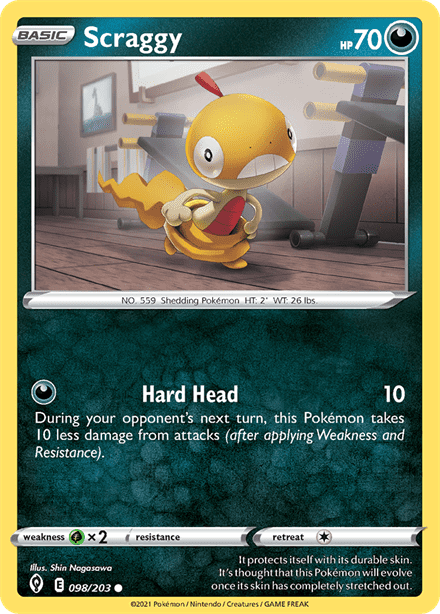 BASIC Scraggy HP 70
NO. 559 Shedding Pokémon HT: 2' WT: 26 lbs.
Hard Head 10
During your opponent's next turn, this Pokémon takes
10 less damage from attacks (after applying Weakness and
Resistance).
weakness ×2 resistance retreat
Illus. Shin Nagasawa
E 098/203
It protects itself with its durable skin.
It's thought that this Pokémon will evolve
once its skin has completely stretched out.
©2021 Pokémon / Nintendo / Creatures / GAME FREAK